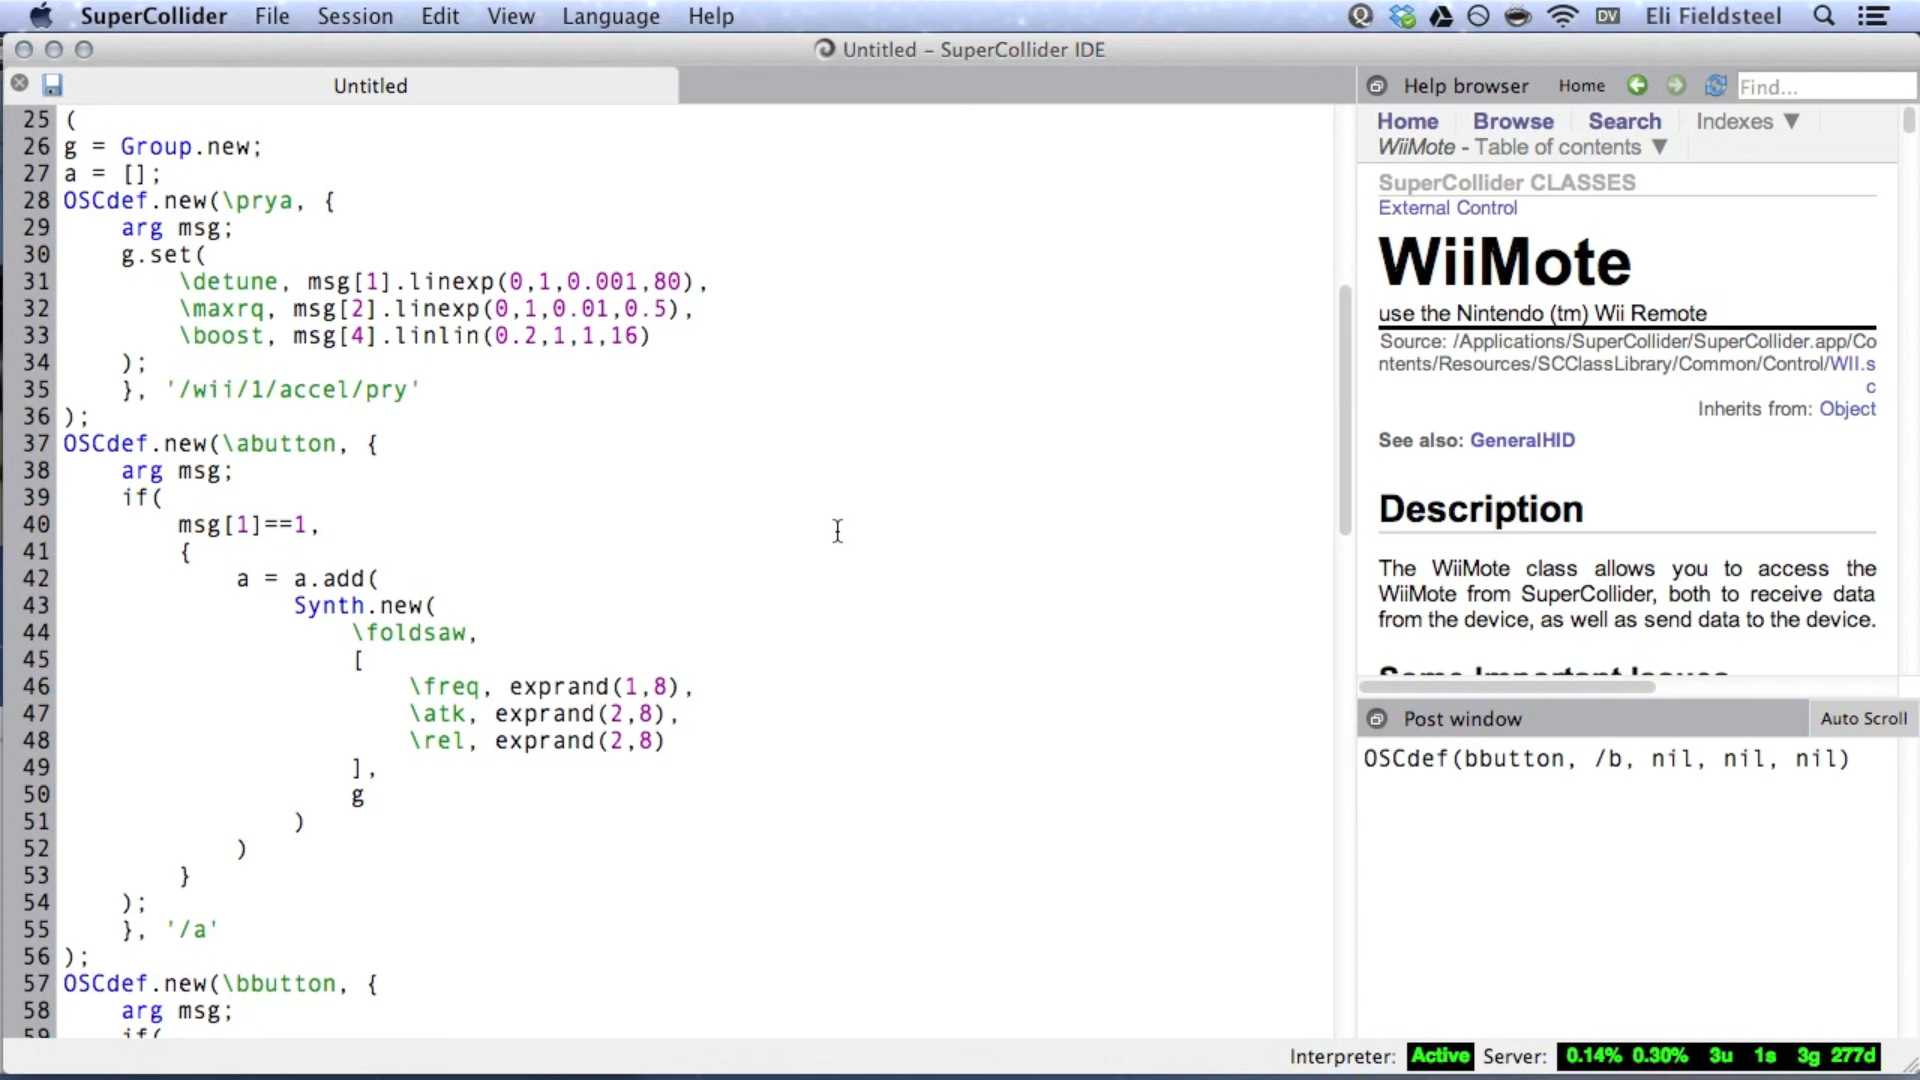 SuperCollider File Session Edit View Language Help
DV Eli Fieldsteel
Untitled – SuperCollider IDE
Untitled
25 (
26 g = Group.new;
27 a = [];
28 OSCdef.new(\prya, {
29 arg msg;
30 g.set(
31 \detune, msg[1].linexp(0,1,0.001,80),
32 \maxrq, msg[2].linexp(0,1,0.01,0.5),
33 \boost, msg[4].linlin(0.2,1,1,16)
34 );
35 }, '/wii/1/accel/pry'
36 );
37 OSCdef.new(\abutton, {
38 arg msg;
39 if(
40 msg[1]==1,
41 {
42 a = a.add(
43 Synth.new(
44 \foldsaw,
45 [
46 \freq, exprand(1,8),
47 \atk, exprand(2,8),
48 \rel, exprand(2,8)
49 ],
50 g
51 )
52 )
53 }
54 );
55 }, '/a'
56 );
57 OSCdef.new(\bbutton, {
58 arg msg;
59 if(
Help browser Home Find...
Home Browse Search Indexes ▼
WiiMote - Table of contents ▼
SuperCollider CLASSES
External Control
WiiMote
use the Nintendo (tm) Wii Remote
Source: /Applications/SuperCollider/SuperCollider.app/Co
ntents/Resources/SCClassLibrary/Common/Control/WII.s
c
Inherits from: Object
See also: GeneralHID
Description
The WiiMote class allows you to access the
WiiMote from SuperCollider, both to receive data
from the device, as well as send data to the device.
Some Important Issues
Post window Auto Scroll
OSCdef(bbutton, /b, nil, nil, nil)
Interpreter: Active Server: 0.14% 0.30% 3u 1s 3g 277d